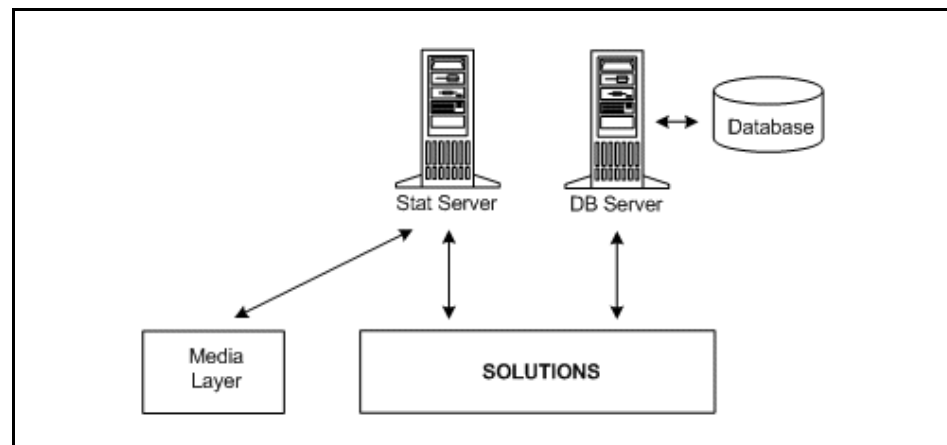 Database
Stat Server
DB Server
Media
Layer
SOLUTIONS